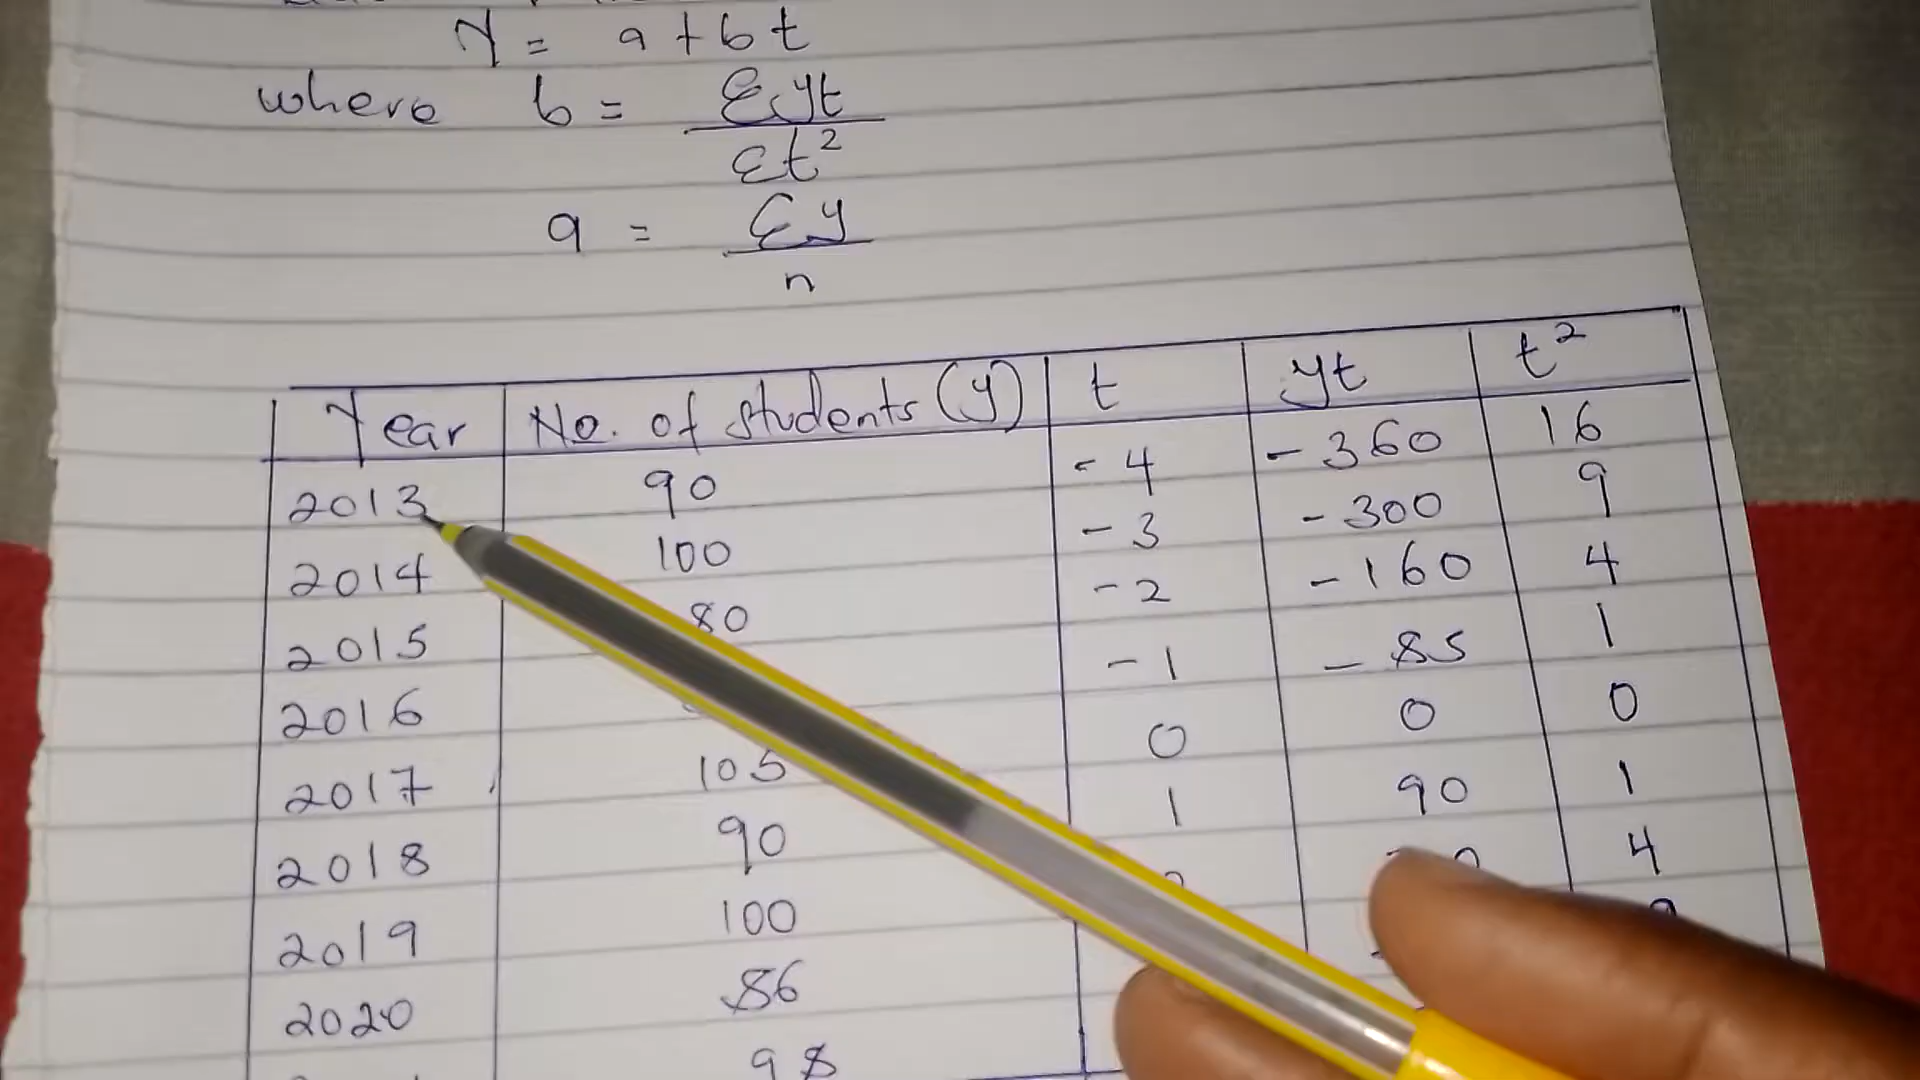 Y = a + bt
where b = Σyt
Σt²
a = Σy
n
Year No. of students (y) t yt t²
2013 90 -4 -360 16
2014 100 -3 -300 9
2015 80 -2 -160 4
2016 -1 -85 1
2017 105 0 0 0
2018 90 1 90 1
2019 100 4
2020 86
98